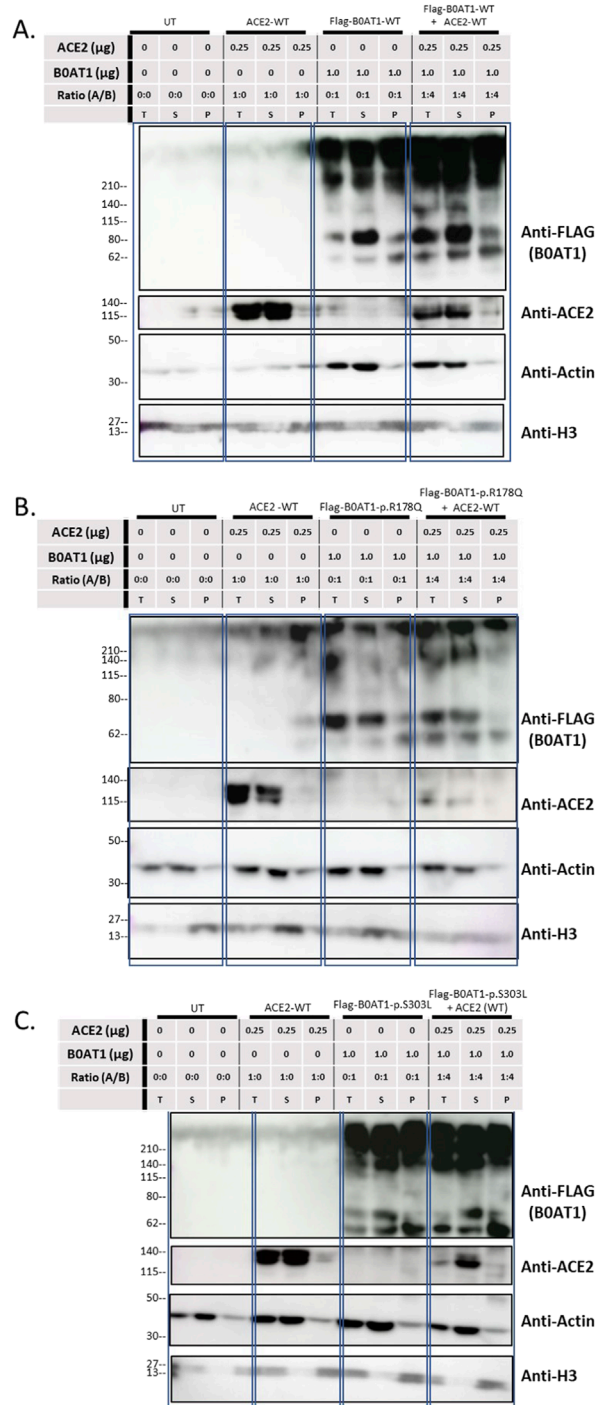 A.
UT ACE2-WT Flag-B0AT1-WT Flag-B0AT1-WT
+ ACE2-WT
ACE2 (µg) 0 0 0 0.25 0.25 0.25 0 0 0 0.25 0.25 0.25
B0AT1 (µg) 0 0 0 0 0 0 1.0 1.0 1.0 1.0 1.0 1.0
Ratio (A/B) 0:0 0:0 0:0 1:0 1:0 1:0 0:1 0:1 0:1 1:4 1:4 1:4
T S P T S P T S P T S P
210--
140--
115--
80--
62--
Anti-FLAG
(B0AT1)
140--
115--
Anti-ACE2
50--
30--
Anti-Actin
27--
13--
Anti-H3
B.
UT ACE2 -WT Flag-B0AT1-p.R178Q Flag-B0AT1-p.R178Q
+ ACE2-WT
ACE2 (µg) 0 0 0 0.25 0.25 0.25 0 0 0 0.25 0.25 0.25
B0AT1 (µg) 0 0 0 0 0 0 1.0 1.0 1.0 1.0 1.0 1.0
Ratio (A/B) 0:0 0:0 0:0 1:0 1:0 1:0 0:1 0:1 0:1 1:4 1:4 1:4
T S P T S P T S P T S P
210--
140--
115--
80--
62--
Anti-FLAG
(B0AT1)
140--
115--
Anti-ACE2
50--
30--
Anti-Actin
27--
13--
Anti-H3
C.
UT ACE2-WT Flag-B0AT1-p.S303L Flag-B0AT1-p.S303L
+ ACE2 (WT)
ACE2 (µg) 0 0 0 0.25 0.25 0.25 0 0 0 0.25 0.25 0.25
B0AT1 (µg) 0 0 0 0 0 0 1.0 1.0 1.0 1.0 1.0 1.0
Ratio (A/B) 0:0 0:0 0:0 1:0 1:0 1:0 0:1 0:1 0:1 1:4 1:4 1:4
T S P T S P T S P T S P
210--
140--
115--
80--
62--
Anti-FLAG
(B0AT1)
140--
115--
Anti-ACE2
50--
30--
Anti-Actin
27--
13--
Anti-H3